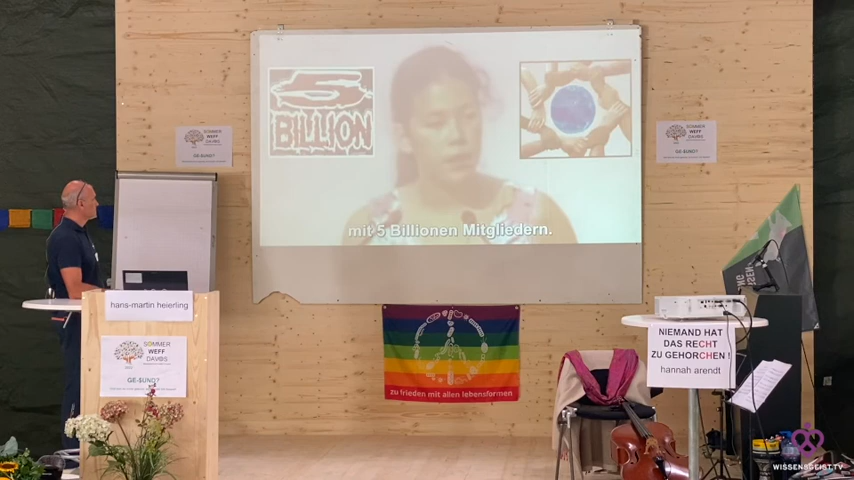 5 BILLION
mit 5 Billionen Mitgliedern.
SOMMER
WEFF
DAVOS
GE-SUND?
SOMMER
WEFF
DAVOS
GE-SUND?
hans-martin heierling
SOMMER
WEFF
DAVOS
GE-SUND?
zu frieden mit allen lebensformen
NIEMAND HAT
DAS RECHT
ZU GEHORCHEN !
hannah arendt
WISSENSGEIST.TV